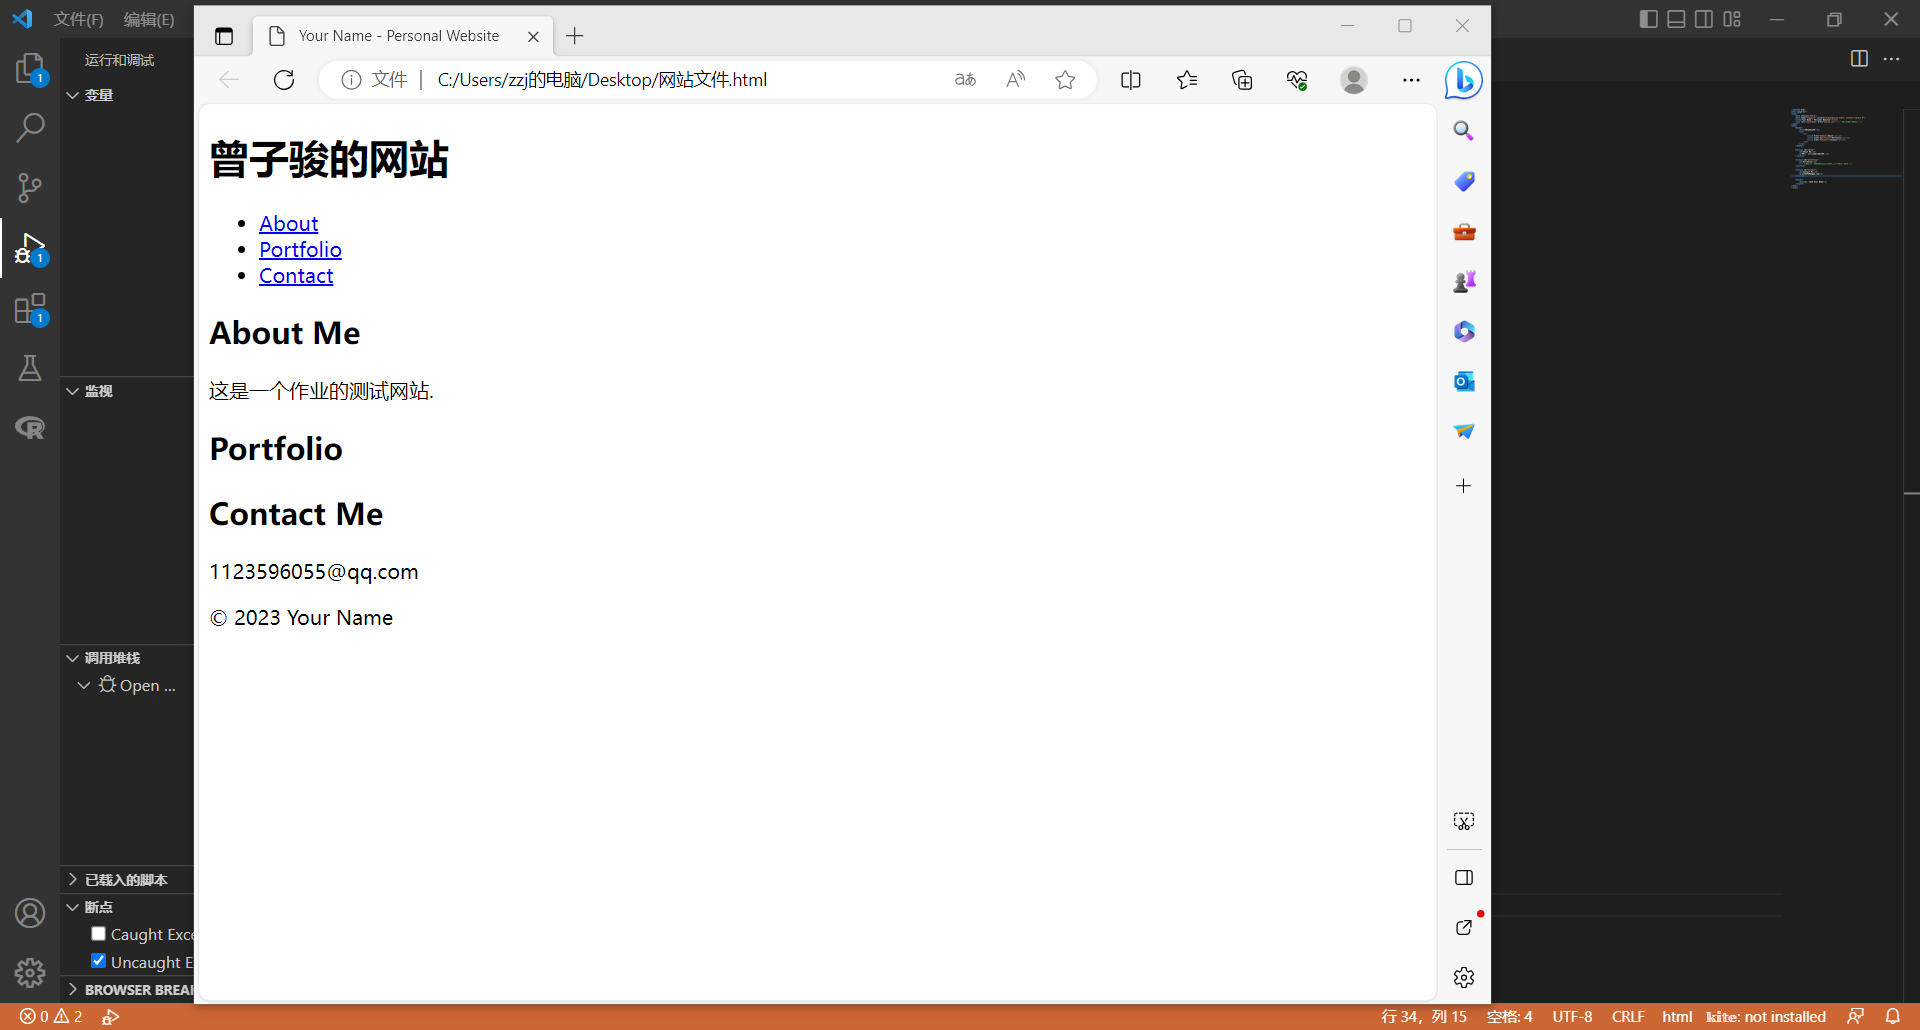 文件(F) 编辑(E)
Your Name - Personal Website
运行和调试
文件 C:/Users/zzj的电脑/Desktop/网站文件.html
aあ
变量
曾子骏的网站
About
Portfolio
Contact
About Me
这是一个作业的测试网站.
监视
Portfolio
Contact Me
1123596055@qq.com
© 2023 Your Name
调用堆栈
Open ...
已载入的脚本
断点
Caught Exce
Uncaught E
BROWSER BREA
0 2
行 34，列 15 空格: 4 UTF-8 CRLF html kite: not installed